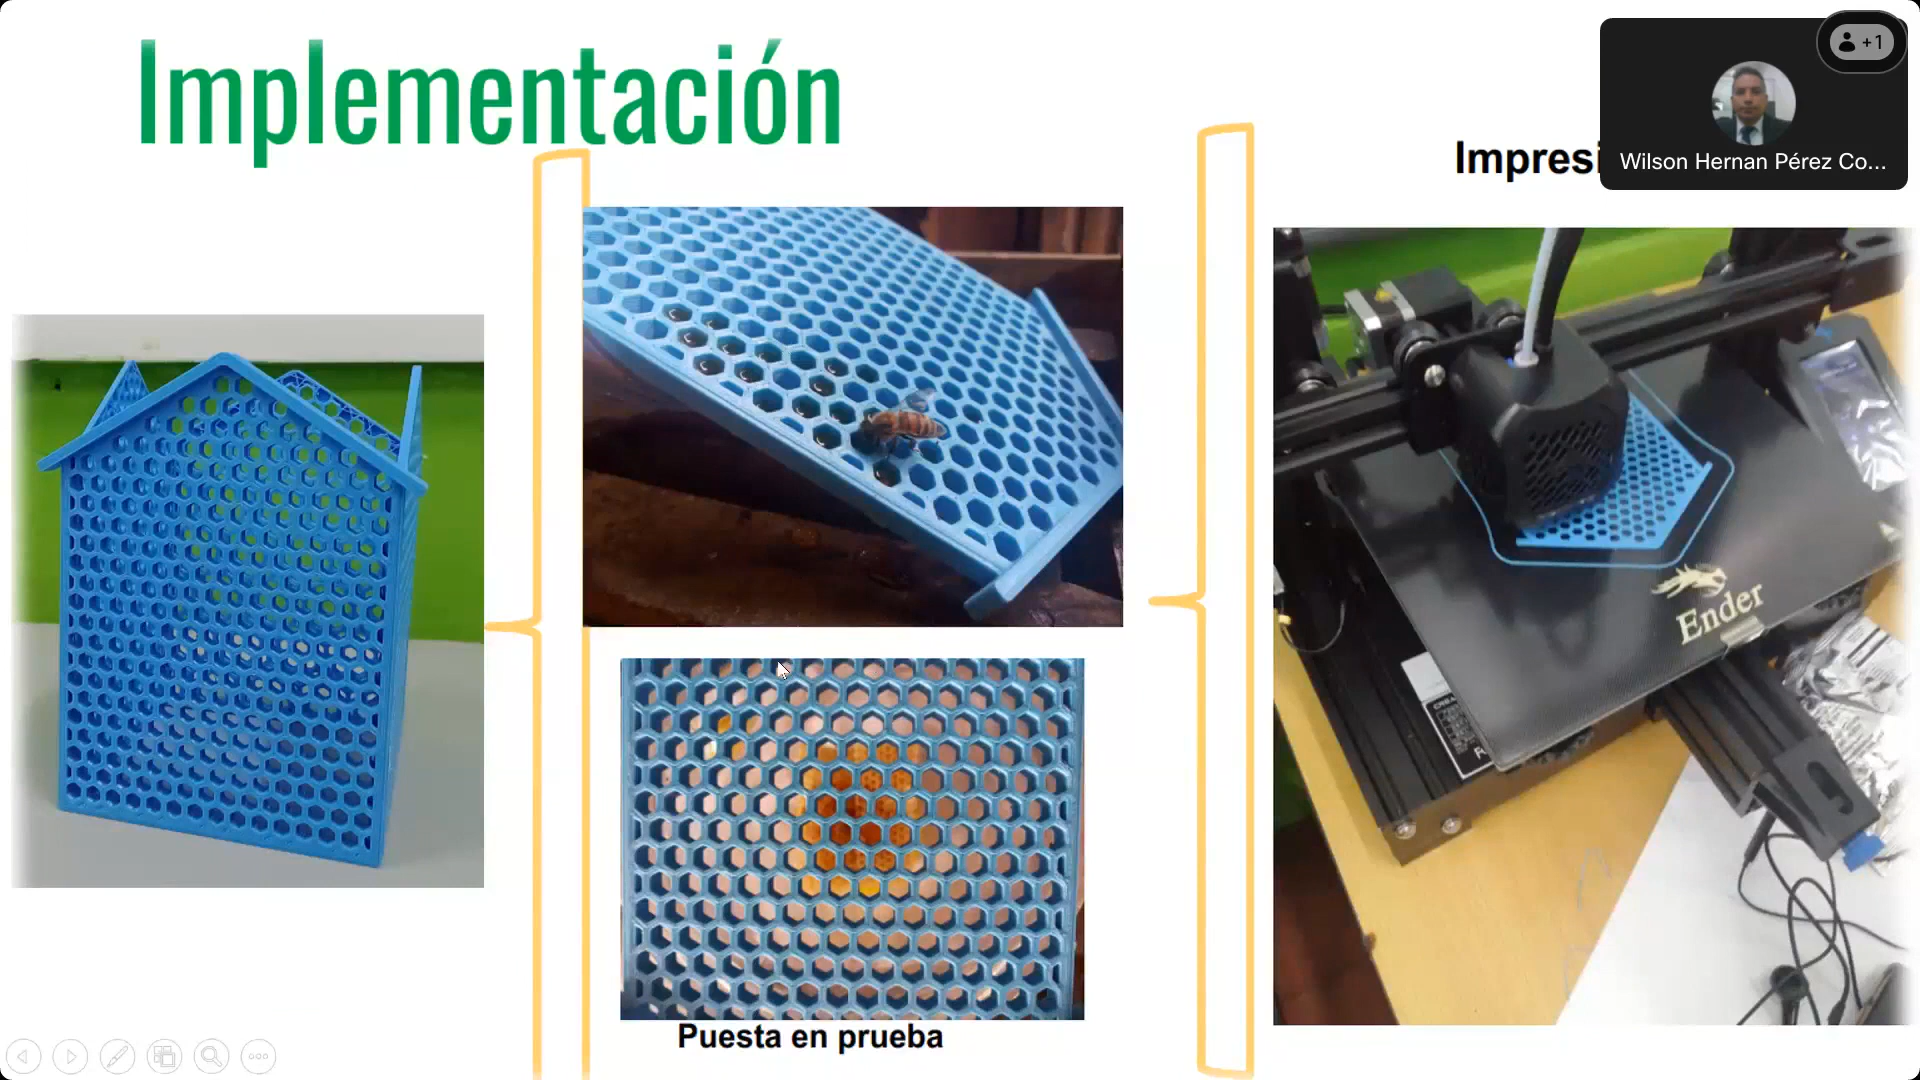 Implementación
+1
Impresi
Wilson Hernan Pérez Co...
Ender
Puesta en prueba